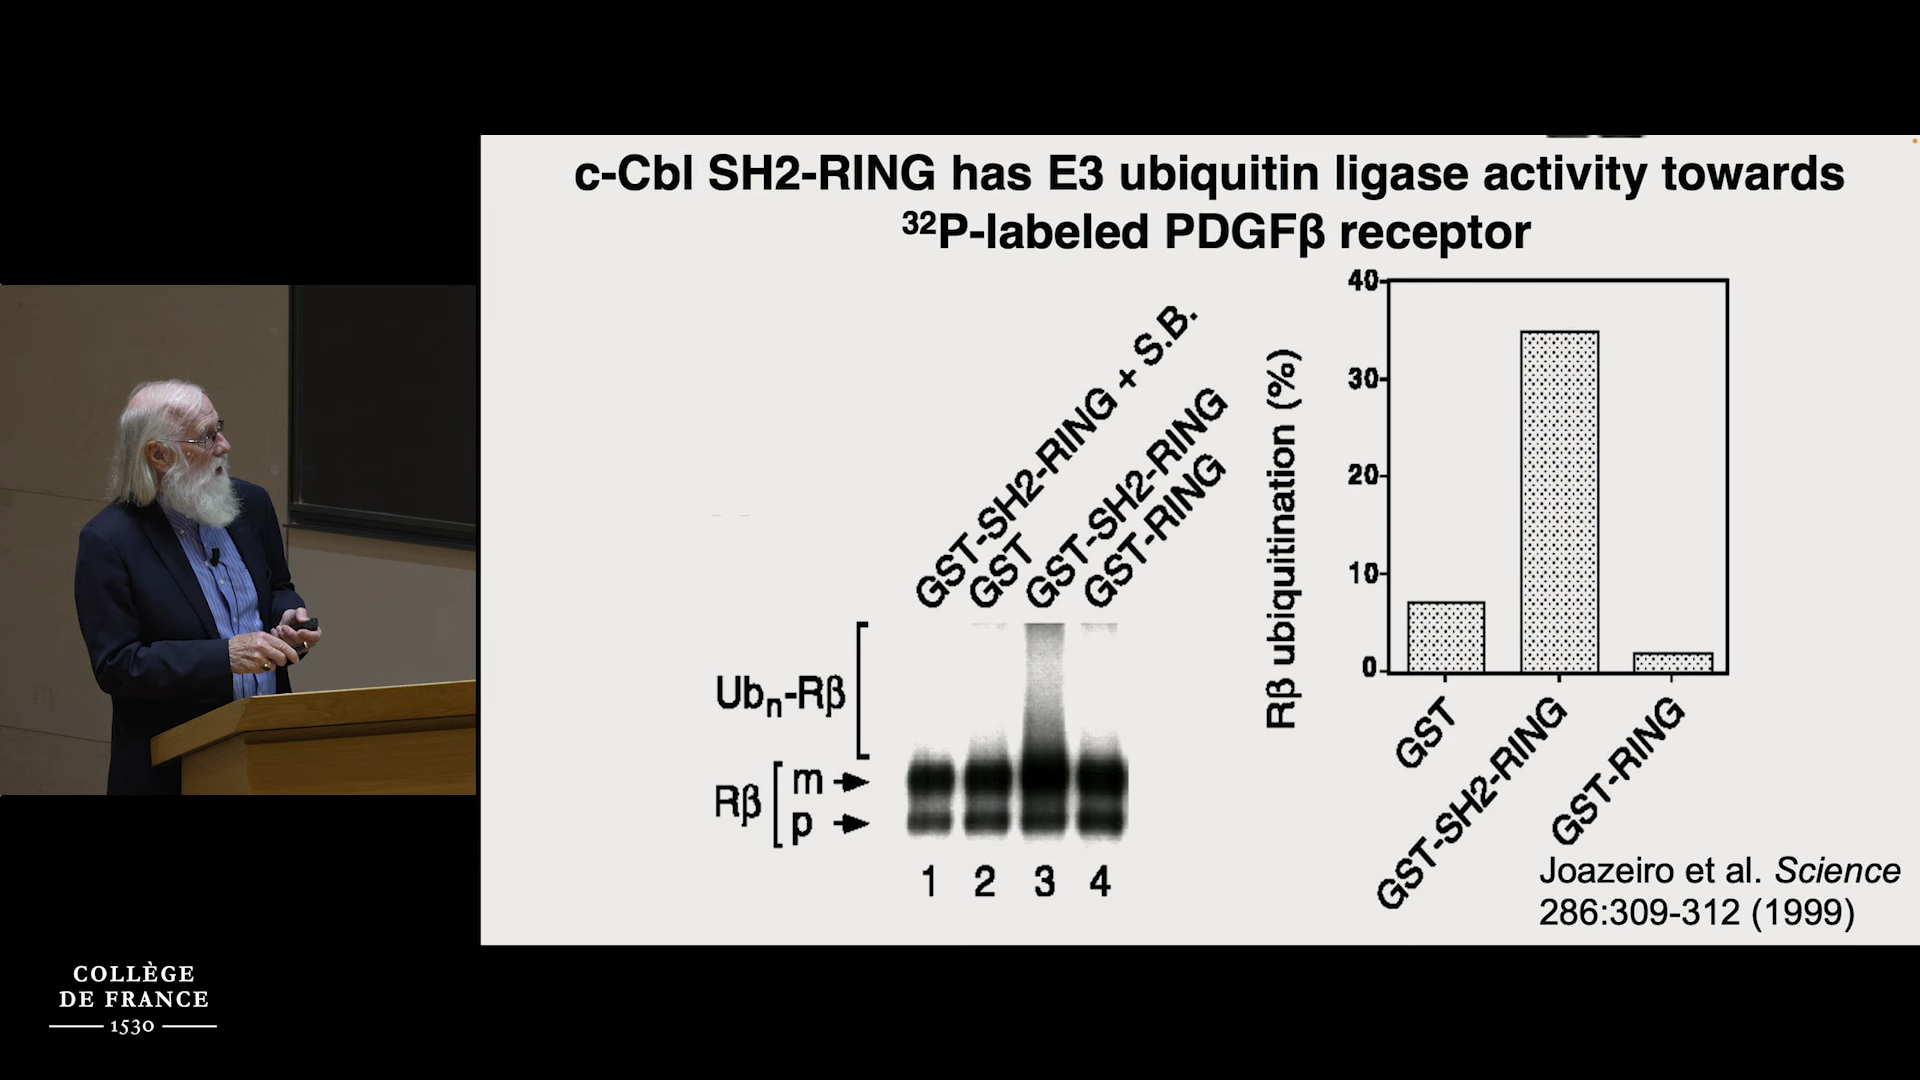 c-Cbl SH2-RING has E3 ubiquitin ligase activity towards
³²P-labeled PDGFβ receptor
GST-SH2-RING + S.B.
GST
GST-SH2-RING
GST-RING
Ubn-Rβ
Rβ
m
p
1 2 3 4
Rβ ubiquitination (%)
40
30
20
10
0
GST
GST-SH2-RING
GST-RING
Joazeiro et al. Science
286:309-312 (1999)
COLLÈGE
DE FRANCE
1530